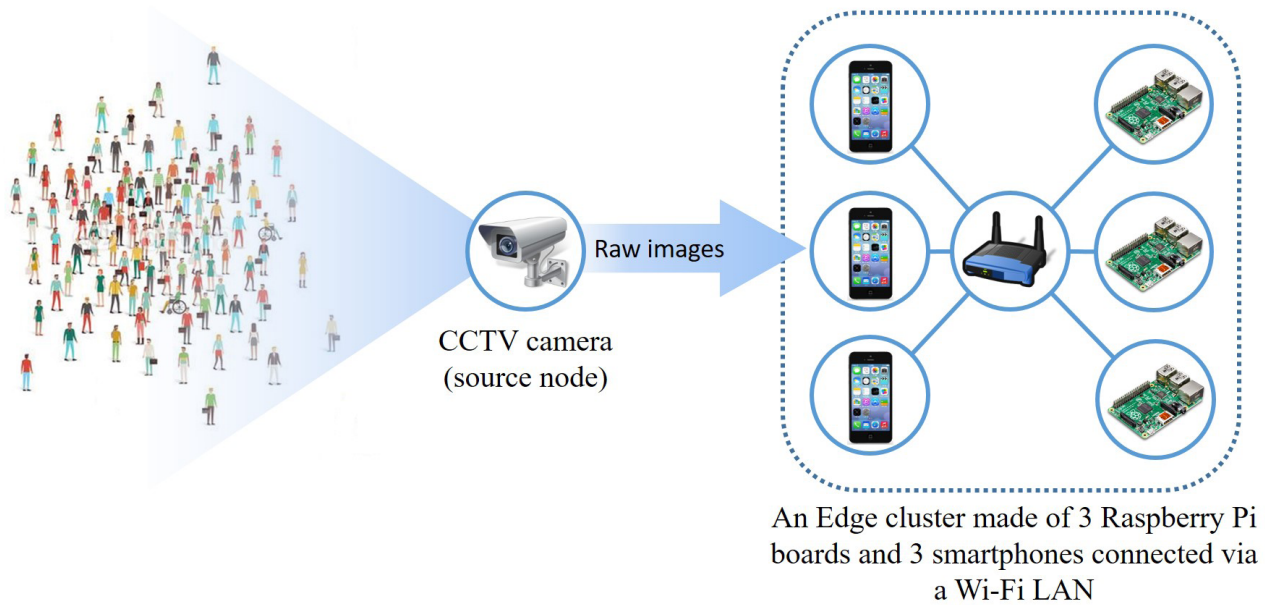 Raw images
CCTV camera
(source node)
An Edge cluster made of 3 Raspberry Pi
boards and 3 smartphones connected via
a Wi-Fi LAN